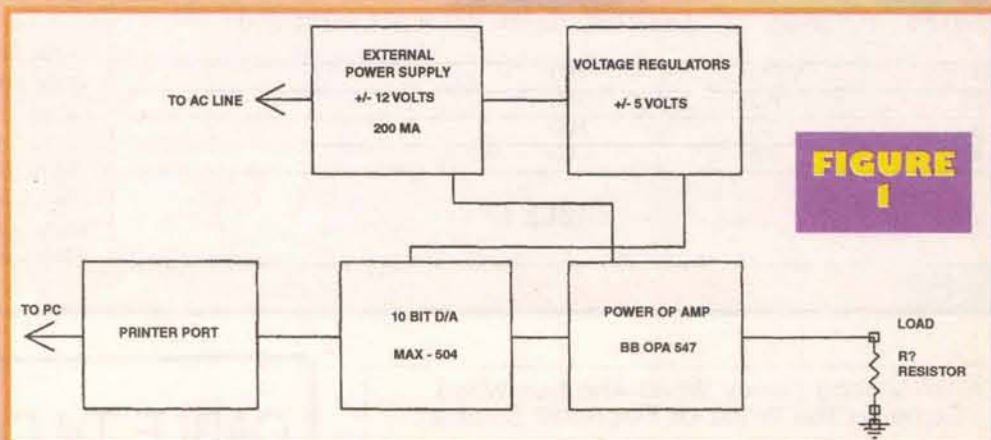 EXTERNAL
POWER SUPPLY
+/- 12 VOLTS
200 MA
VOLTAGE REGULATORS
+/- 5 VOLTS
TO AC LINE
FIGURE
1
TO PC
PRINTER PORT
10 BIT D/A
MAX - 504
POWER OP AMP
BB OPA 547
LOAD
R?
RESISTOR